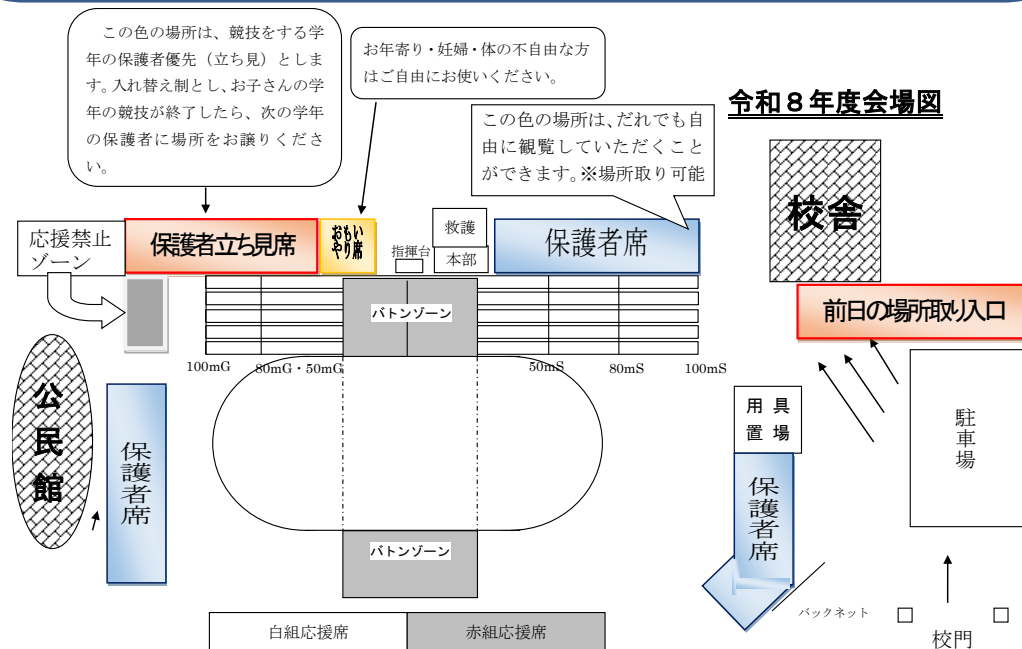 この色の場所は、競技をする学
年の保護者優先（立ち見）としま
す。入れ替え制とし、お子さんの学
年の競技が終了したら、次の学年
の保護者に場所をお譲りくださ
い。
お年寄り・妊婦・体の不自由な方
はご自由にお使いください。
令和８年度会場図
この色の場所は、だれでも自
由に観覧していただくこと
ができます。※場所取り可能
校舎
応援禁止
ゾーン
保護者立ち見席
おもい
やり席
指揮台
救護
本部
保護者席
バトンゾーン
前日の場所取り入口
100mG
80mG・50mG
50mS
80mS
100mS
公民館
保護者席
用具
置場
駐車場
保護者席
バトンゾーン
バックネット
白組応援席
赤組応援席
校門